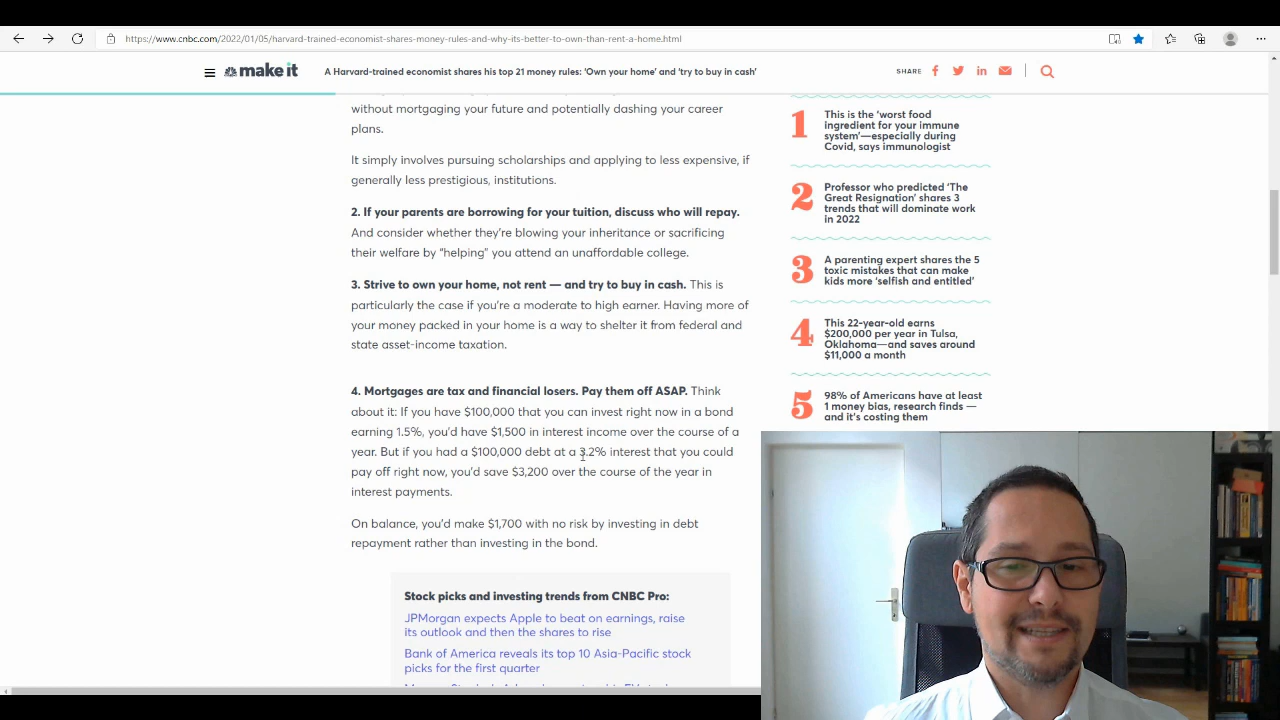 https://www.cnbc.com/2022/01/05/harvard-trained-economist-shares-money-rules-and-why-its-better-to-own-than-rent-a-home.html
make it
A Harvard-trained economist shares his top 21 money rules: ‘Own your home’ and ‘try to buy in cash’
SHARE
without mortgaging your future and potentially dashing your career
plans.
It simply involves pursuing scholarships and applying to less expensive, if
generally less prestigious, institutions.
2. If your parents are borrowing for your tuition, discuss who will repay.
And consider whether they’re blowing your inheritance or sacrificing
their welfare by “helping” you attend an unaffordable college.
3. Strive to own your home, not rent — and try to buy in cash. This is
particularly the case if you’re a moderate to high earner. Having more of
your money packed in your home is a way to shelter it from federal and
state asset-income taxation.
4. Mortgages are tax and financial losers. Pay them off ASAP. Think
about it: If you have $100,000 that you can invest right now in a bond
earning 1.5%, you’d have $1,500 in interest income over the course of a
year. But if you had a $100,000 debt at a 3.2% interest that you could
pay off right now, you’d save $3,200 over the course of the year in
interest payments.
On balance, you’d make $1,700 with no risk by investing in debt
repayment rather than investing in the bond.
Stock picks and investing trends from CNBC Pro:
JPMorgan expects Apple to beat on earnings, raise
its outlook and then the shares to rise
Bank of America reveals its top 10 Asia-Pacific stock
picks for the first quarter
1
This is the ‘worst food
ingredient for your immune
system’—especially during
Covid, says immunologist
2
Professor who predicted ‘The
Great Resignation’ shares 3
trends that will dominate work
in 2022
3
A parenting expert shares the 5
toxic mistakes that can make
kids more ‘selfish and entitled’
4
This 22-year-old earns
$200,000 per year in Tulsa,
Oklahoma—and saves around
$11,000 a month
5
98% of Americans have at least
1 money bias, research finds —
and it’s costing them